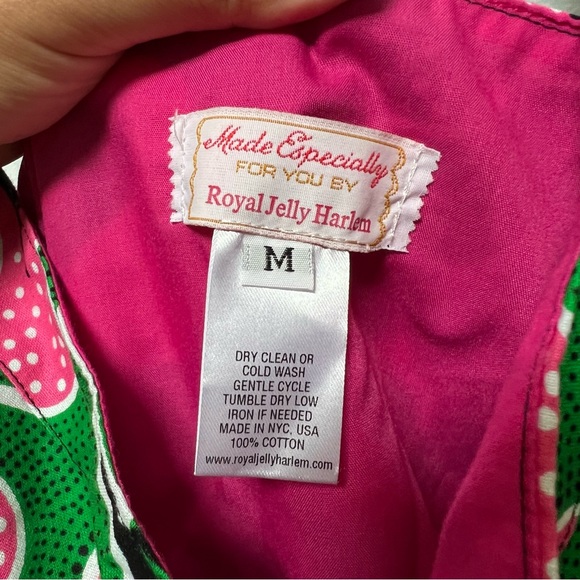 Made Especially
FOR YOU BY
Royal Jelly Harlem
M
DRY CLEAN OR
COLD WASH
GENTLE CYCLE
TUMBLE DRY LOW
IRON IF NEEDED
MADE IN NYC, USA
100% COTTON
www.royaljellyharlem.com